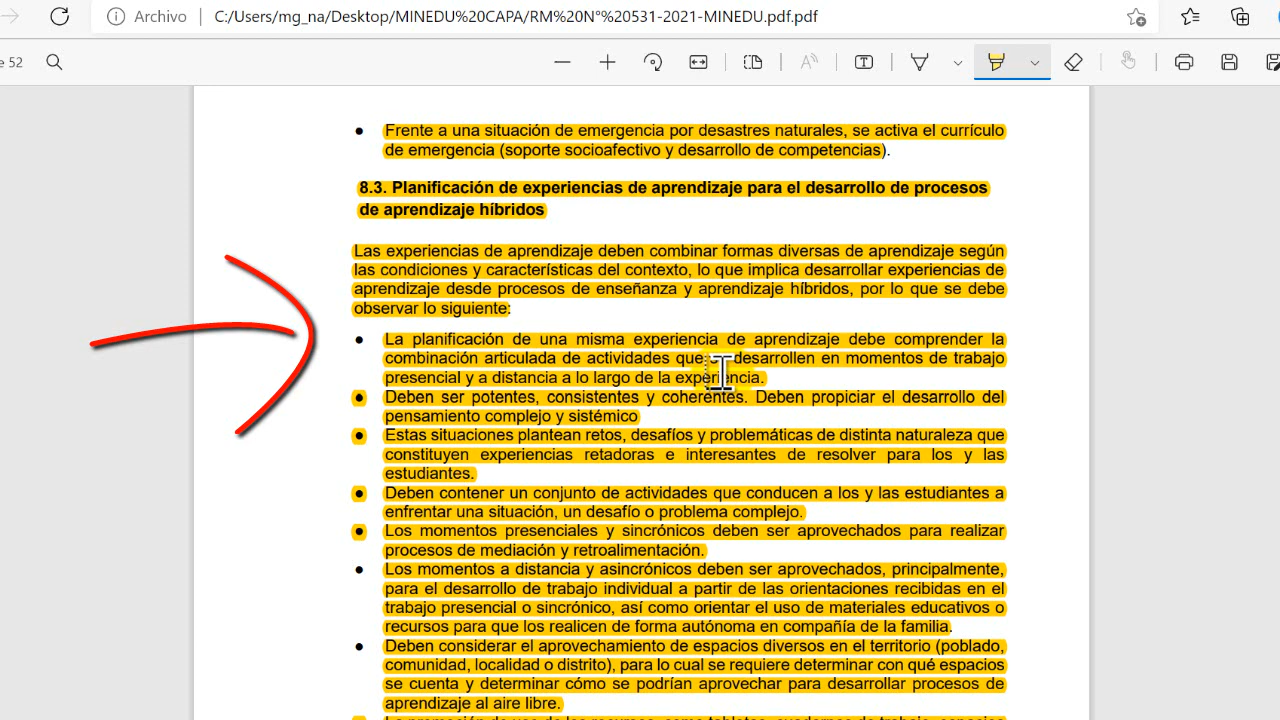 Archivo C:/Users/mg_na/Desktop/MINEDU%20CAPA/RM%20N°%20531-2021-MINEDU.pdf.pdf
e 52
Frente a una situación de emergencia por desastres naturales, se activa el currículo
de emergencia (soporte socioafectivo y desarrollo de competencias).
8.3. Planificación de experiencias de aprendizaje para el desarrollo de procesos
de aprendizaje híbridos
Las experiencias de aprendizaje deben combinar formas diversas de aprendizaje según
las condiciones y características del contexto, lo que implica desarrollar experiencias de
aprendizaje desde procesos de enseñanza y aprendizaje híbridos, por lo que se debe
observar lo siguiente:
● La planificación de una misma experiencia de aprendizaje debe comprender la
combinación articulada de actividades que desarrollen en momentos de trabajo
presencial y a distancia a lo largo de la experiencia.
● Deben ser potentes, consistentes y coherentes. Deben propiciar el desarrollo del
pensamiento complejo y sistémico
● Estas situaciones plantean retos, desafíos y problemáticas de distinta naturaleza que
constituyen experiencias retadoras e interesantes de resolver para los y las
estudiantes.
● Deben contener un conjunto de actividades que conducen a los y las estudiantes a
enfrentar una situación, un desafío o problema complejo.
● Los momentos presenciales y sincrónicos deben ser aprovechados para realizar
procesos de mediación y retroalimentación.
● Los momentos a distancia y asincrónicos deben ser aprovechados, principalmente,
para el desarrollo de trabajo individual a partir de las orientaciones recibidas en el
trabajo presencial o sincrónico, así como orientar el uso de materiales educativos o
recursos para que los realicen de forma autónoma en compañía de la familia.
● Deben considerar el aprovechamiento de espacios diversos en el territorio (poblado,
comunidad, localidad o distrito), para lo cual se requiere determinar con qué espacios
se cuenta y determinar cómo se podrían aprovechar para desarrollar procesos de
aprendizaje al aire libre.